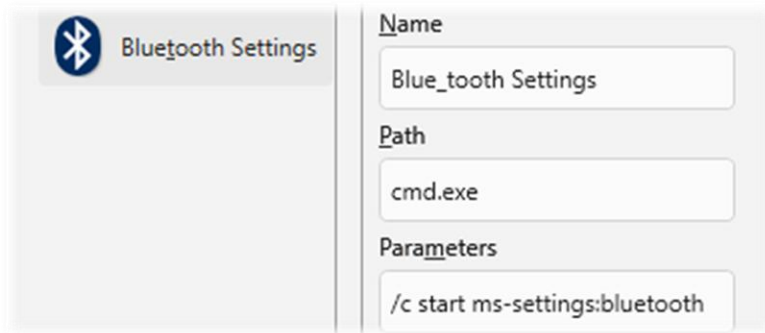 Bluetooth Settings
Name
Blue_tooth Settings
Path
cmd.exe
Parameters
/c start ms-settings:bluetooth